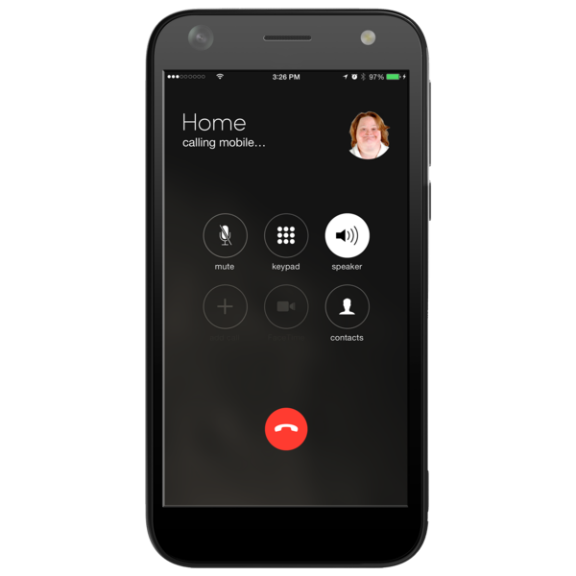 3:26 PM
97%
Home
calling mobile...
mute
keypad
speaker
contacts